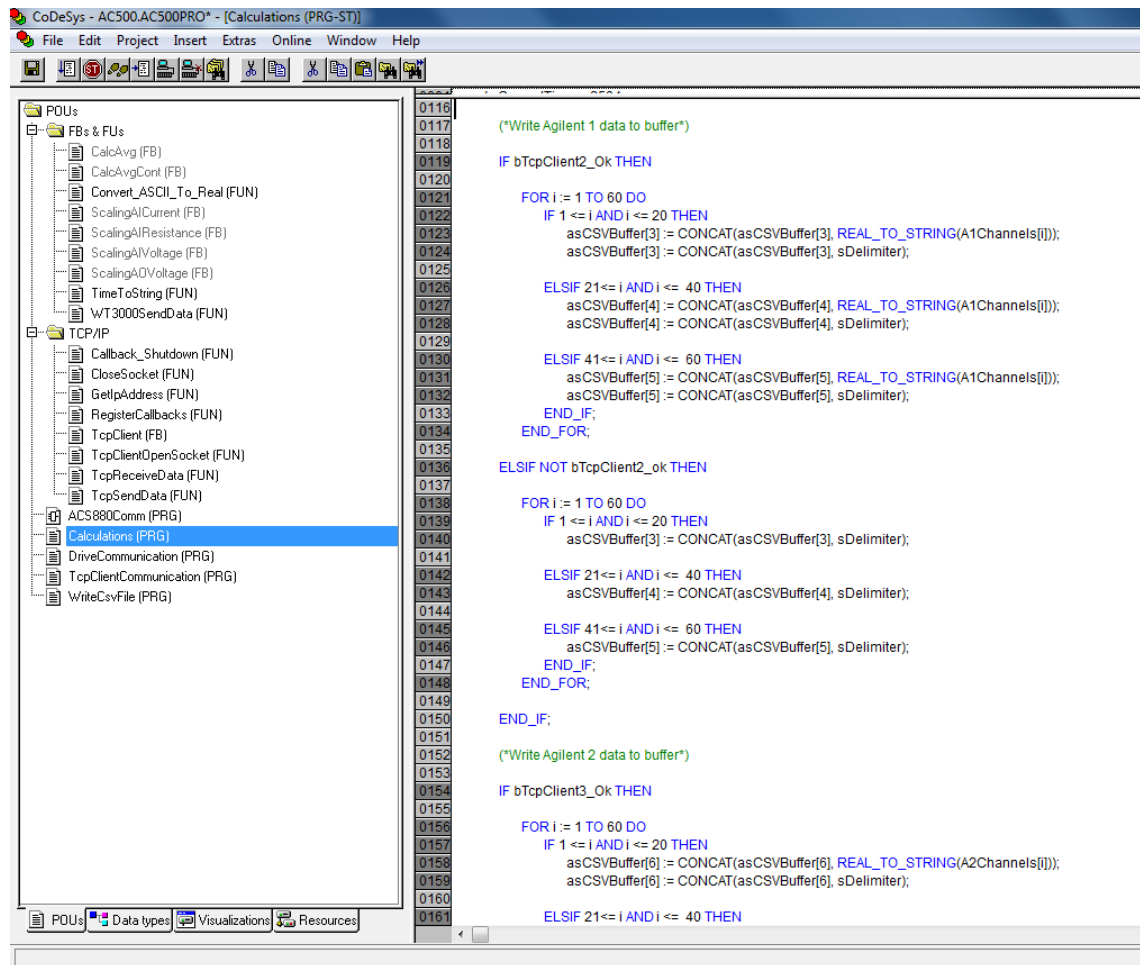 CoDeSys - AC500.AC500PRO* - [Calculations (PRG-ST)]
File Edit Project Insert Extras Online Window Help
POUs
FBs & FUs
CalcAvg (FB)
CalcAvgCont (FB)
Convert_ASCII_To_Real (FUN)
ScalingAICurrent (FB)
ScalingAIResistance (FB)
ScalingAIVoltage (FB)
ScalingAOVoltage (FB)
TimeToString (FUN)
WT3000SendData (FUN)
TCP/IP
Callback_Shutdown (FUN)
CloseSocket (FUN)
GetIpAddress (FUN)
RegisterCallbacks (FUN)
TcpClient (FB)
TcpClientOpenSocket (FUN)
TcpReceiveData (FUN)
TcpSendData (FUN)
ACS880Comm (PRG)
Calculations (PRG)
DriveCommunication (PRG)
TcpClientCommunication (PRG)
WriteCsvFile (PRG)
POUs Data types Visualizations Resources
0116
0117 (*Write Agilent 1 data to buffer*)
0118
0119 IF bTcpClient2_Ok THEN
0120
0121 FOR i := 1 TO 60 DO
0122 IF 1 <= i AND i <= 20 THEN
0123 asCSVBuffer[3] := CONCAT(asCSVBuffer[3], REAL_TO_STRING(A1Channels[i]));
0124 asCSVBuffer[3] := CONCAT(asCSVBuffer[3], sDelimiter);
0125
0126 ELSIF 21<= i AND i <= 40 THEN
0127 asCSVBuffer[4] := CONCAT(asCSVBuffer[4], REAL_TO_STRING(A1Channels[i]));
0128 asCSVBuffer[4] := CONCAT(asCSVBuffer[4], sDelimiter);
0129
0130 ELSIF 41<= i AND i <= 60 THEN
0131 asCSVBuffer[5] := CONCAT(asCSVBuffer[5], REAL_TO_STRING(A1Channels[i]));
0132 asCSVBuffer[5] := CONCAT(asCSVBuffer[5], sDelimiter);
0133 END_IF;
0134 END_FOR;
0135
0136 ELSIF NOT bTcpClient2_ok THEN
0137
0138 FOR i := 1 TO 60 DO
0139 IF 1 <= i AND i <= 20 THEN
0140 asCSVBuffer[3] := CONCAT(asCSVBuffer[3], sDelimiter);
0141
0142 ELSIF 21<= i AND i <= 40 THEN
0143 asCSVBuffer[4] := CONCAT(asCSVBuffer[4], sDelimiter);
0144
0145 ELSIF 41<= i AND i <= 60 THEN
0146 asCSVBuffer[5] := CONCAT(asCSVBuffer[5], sDelimiter);
0147 END_IF;
0148 END_FOR;
0149
0150 END_IF;
0151
0152 (*Write Agilent 2 data to buffer*)
0153
0154 IF bTcpClient3_Ok THEN
0155
0156 FOR i := 1 TO 60 DO
0157 IF 1 <= i AND i <= 20 THEN
0158 asCSVBuffer[6] := CONCAT(asCSVBuffer[6], REAL_TO_STRING(A2Channels[i]));
0159 asCSVBuffer[6] := CONCAT(asCSVBuffer[6], sDelimiter);
0160
0161 ELSIF 21<= i AND i <= 40 THEN